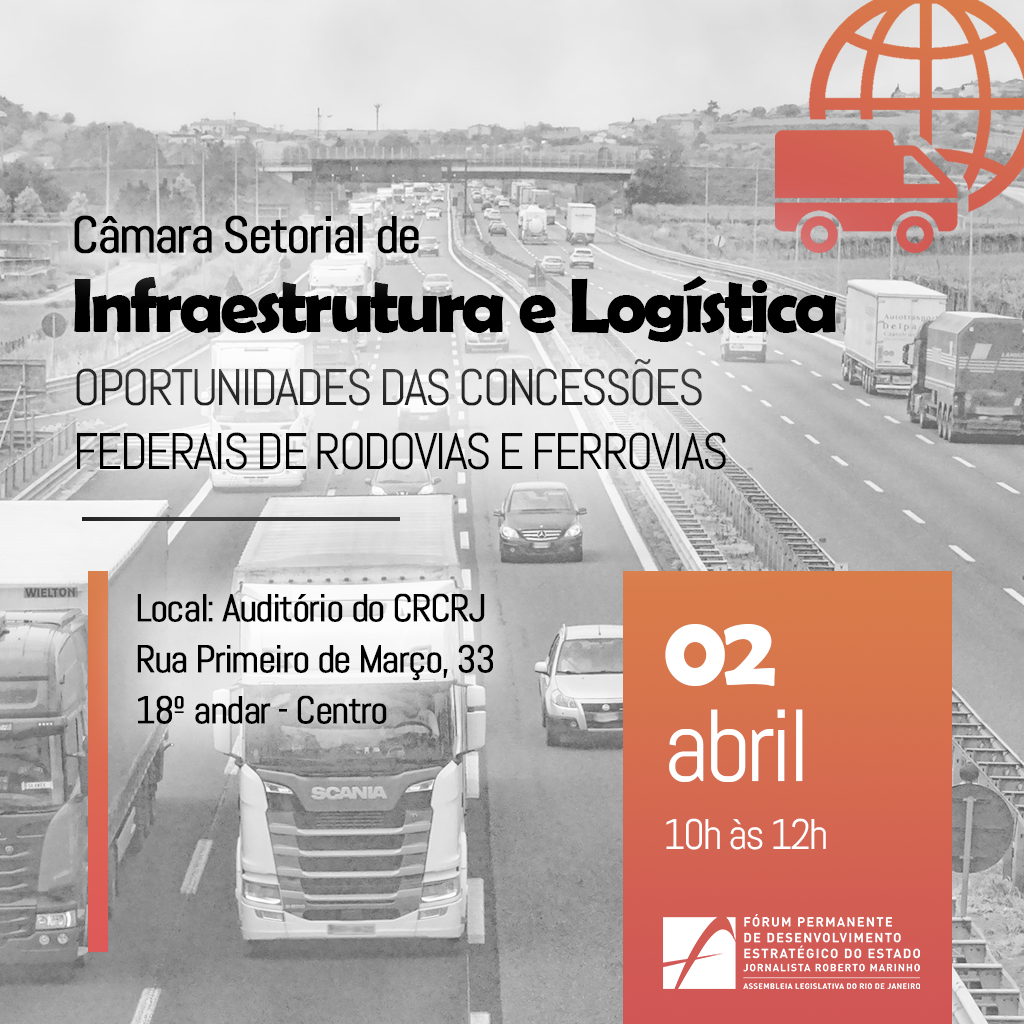 Câmara Setorial de
Infraestrutura e Logística
OPORTUNIDADES DAS CONCESSÕES
FEDERAIS DE RODOVIAS E FERROVIAS
WIELTON
Local: Auditório do CRCRJ
Rua Primeiro de Março, 33
18º andar - Centro
SCANIA
02
abril
10h às 12h
FÓRUM PERMANENTE
DE DESENVOLVIMENTO
ESTRATÉGICO DO ESTADO
JORNALISTA ROBERTO MARINHO
ASSEMBLEIA LEGISLATIVA DO RIO DE JANEIRO